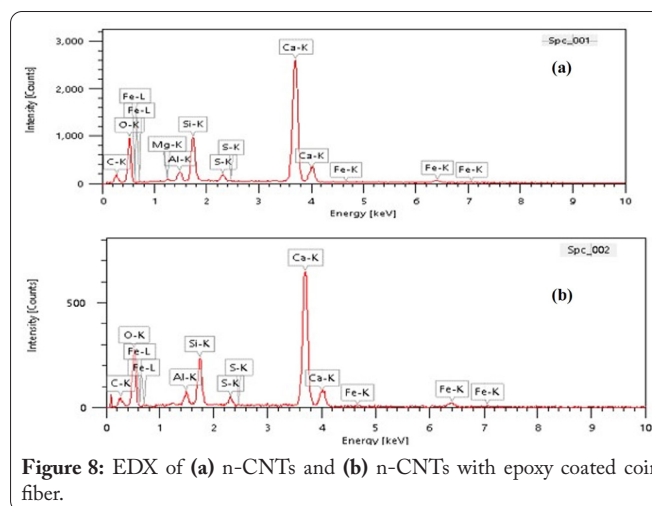 3,000
2,000
1,000
0
Intensity [Counts]
Spc_001
(a)
Ca-K
Fe-L
Fe-L
O-K
C-K
Mg-K
Al-K
Si-K
S-K
S-K
Ca-K
Fe-K
Fe-K
Fe-K
0 1 2 3 4 5 6 7 8 9 10
Energy [keV]
500
0
Intensity [Counts]
Spc_002
(b)
Ca-K
O-K
Fe-L
Fe-L
C-K
Al-K
Si-K
S-K
S-K
Ca-K
Fe-K
Fe-K
Fe-K
0 1 2 3 4 5 6 7 8 9 10
Energy [keV]
Figure 8: EDX of (a) n-CNTs and (b) n-CNTs with epoxy coated coir
fiber.